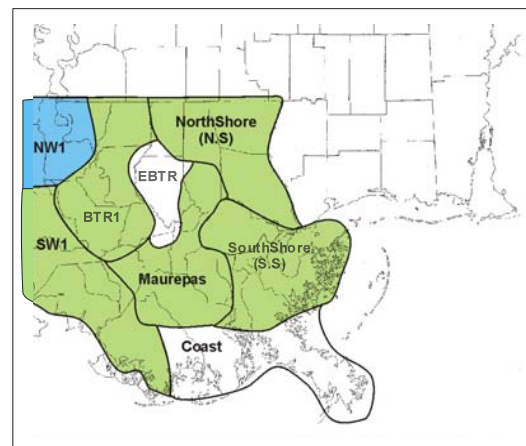 NorthShore
(N.S)
NW1
EBTR
BTR1
SW1
SouthShore
(S.S)
Maurepas
Coast